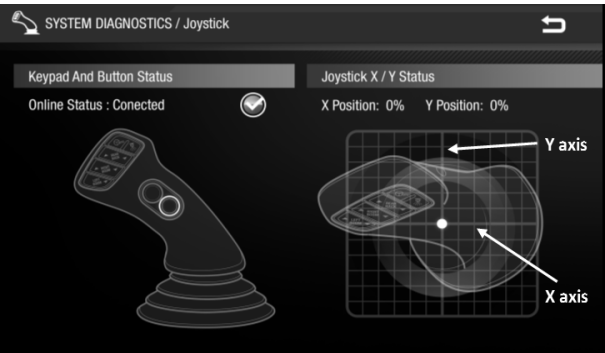 SYSTEM DIAGNOSTICS / Joystick
Keypad And Button Status
Online Status : Conected
Joystick X / Y Status
X Position: 0% Y Position: 0%
Y axis
X axis